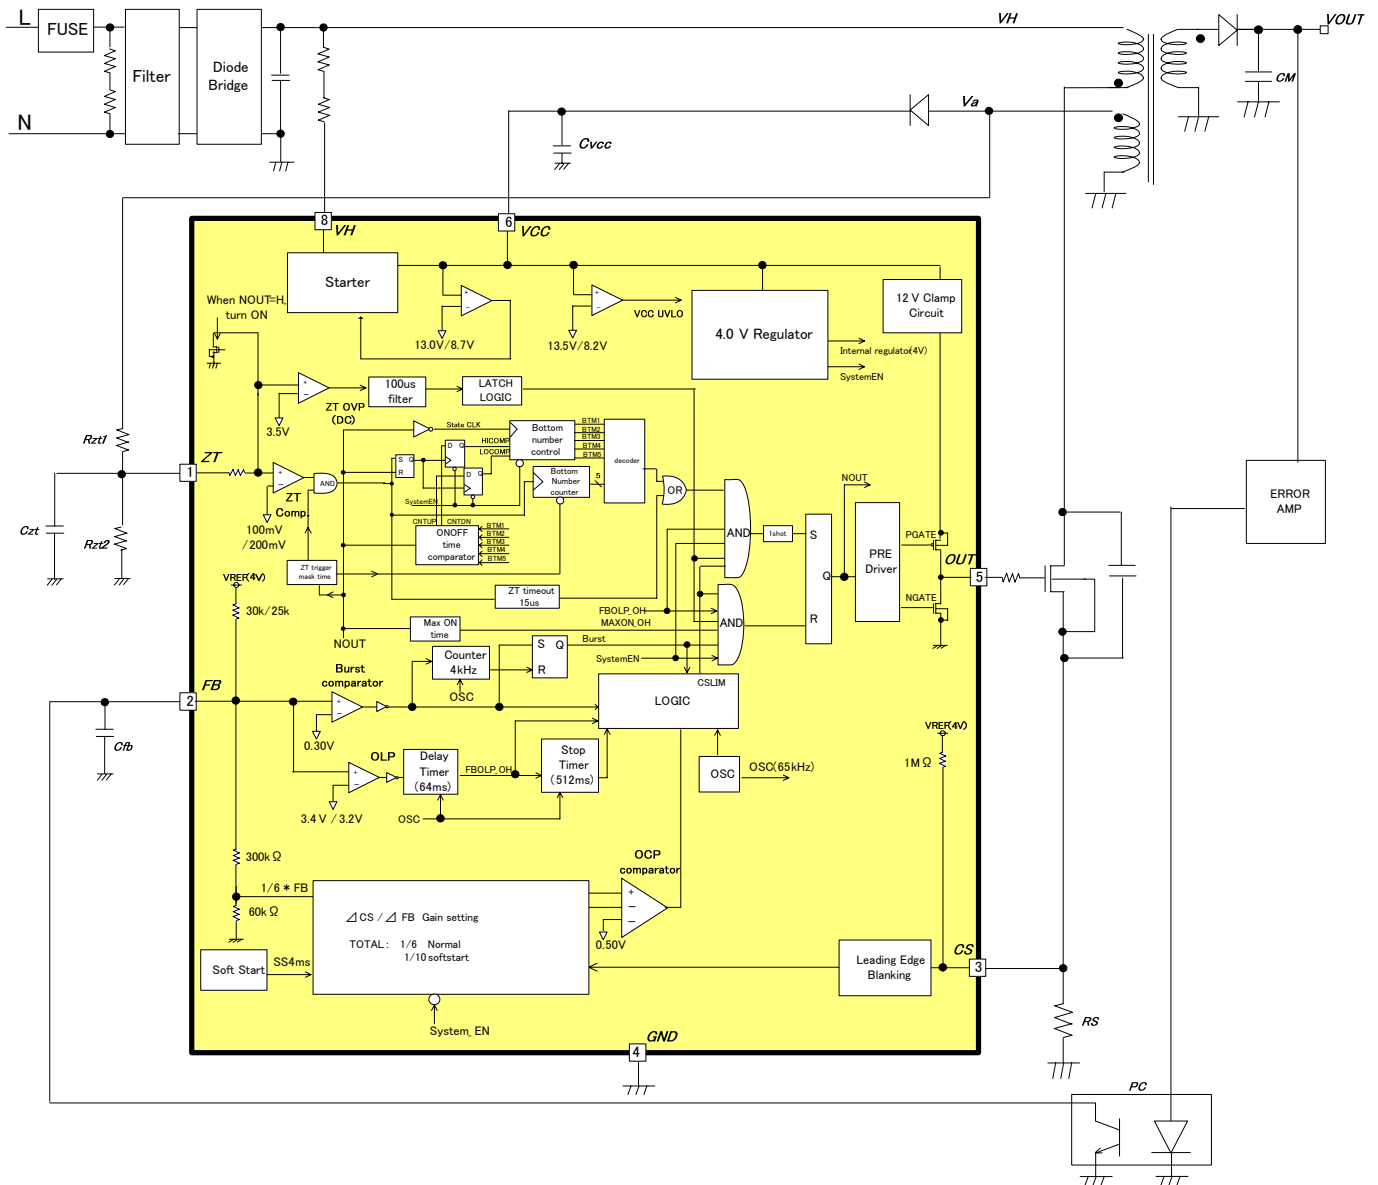 L
FUSE
N
Filter
Diode
Bridge
VH
VOUT
CM
Va
Cvcc
8
VH
6
VCC
Starter
When NOUT=H,
turn ON
13.0V/8.7V
VCC UVLO
13.5V/8.2V
4.0 V Regulator
Internal regulator(4V)
SystemEN
12 V Clamp
Circuit
+
−
+
−
+
−
3.5V
ZT OVP
(DC)
100us
filter
LATCH
LOGIC
State CLK
HICOMP
LOCOMP
Bottom
number
control
BTM1
BTM2
BTM3
BTM4
BTM5
decoder
Bottom
Number
counter
5
D Q
D Q
S Q
R
SystemEN
CNTUP CNTDN
ONOFF
time
comparator
BTM1
BTM2
BTM3
BTM4
BTM5
Rzt1
1
ZT
+
−
ZT
Comp.
AND
100mV
/200mV
Czt
Rzt2
ZT trigger
mask time
ZT timeout
15us
OR
AND
1shot
S
Q
R
NOUT
PRE
Driver
PGATE
NGATE
OUT
5
ERROR
AMP
VREF(4V)
30k/25k
NOUT
Max ON
time
FBOLP_OH
MAXON_OH
AND
Burst
SystemEN
Counter
4kHz
OSC
S Q
R
2
FB
Burst
comparator
+
−
0.30V
CSLIM
LOGIC
Cfb
OLP
+
−
3.4 V / 3.2V
Delay
Timer
(64ms)
FBOLP_OH
Stop
Timer
(512ms)
OSC
OSC
OSC(65kHz)
VREF(4V)
1MΩ
300kΩ
1/6 * FB
60kΩ
⊿CS / ⊿ FB Gain setting
TOTAL : 1/6 Normal
1/10 softstart
OCP
comparator
+
−
−
0.50V
Soft Start
SS4ms
System_EN
Leading Edge
Blanking
CS
3
RS
GND
4
PC